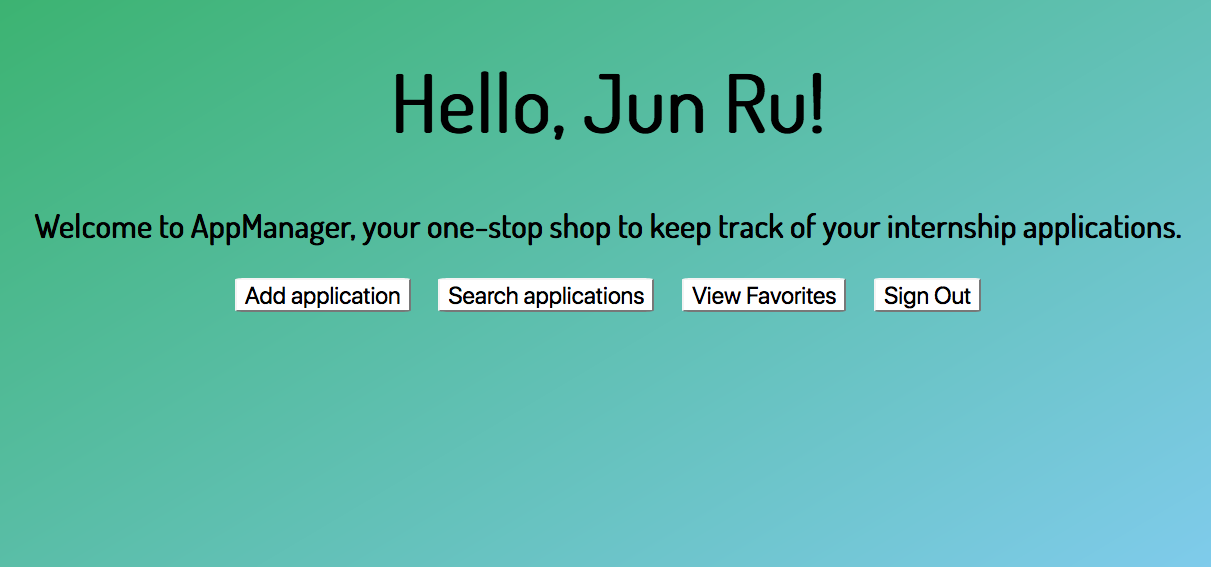 Hello, Jun Ru!
Welcome to AppManager, your one-stop shop to keep track of your internship applications.
Add application Search applications View Favorites Sign Out